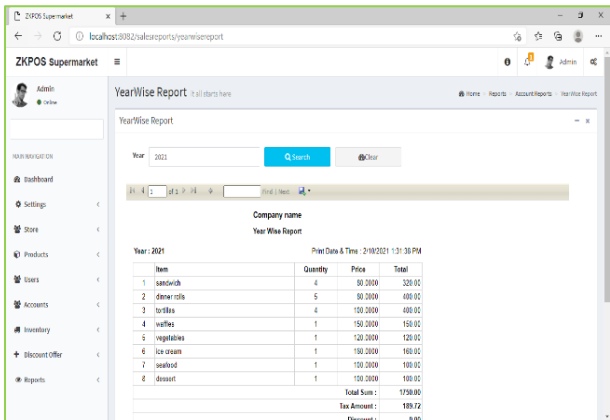 ZKPOS Supermarket
localhost:8082/salesreports/yearwisereport
ZKPOS Supermarket
Admin
Admin
Online
YearWise Report It all starts here
Home Reports AccountReports YearWise Report
YearWise Report
MAIN NAVIGATION
Year 2021 Search Clear
Dashboard
Settings
Store
Products
Users
Accounts
Inventory
Discount Offer
Reports
1 of 1 Find | Next
Company name
Year Wise Report
Year : 2021 Print Date & Time : 2/18/2021 1:31:38 PM
Item Quantity Price Total
1 sandwich 4 80.0000 320.00
2 dinner rolls 5 80.0000 400.00
3 tortillas 4 100.0000 400.00
4 waffles 1 150.0000 150.00
5 vegetables 1 120.0000 120.00
6 ice cream 1 160.0000 160.00
7 seafood 1 100.0000 100.00
8 dessert 1 100.0000 100.00
Total Sum : 1750.00
Tax Amount : 189.72
Discount : 0.00